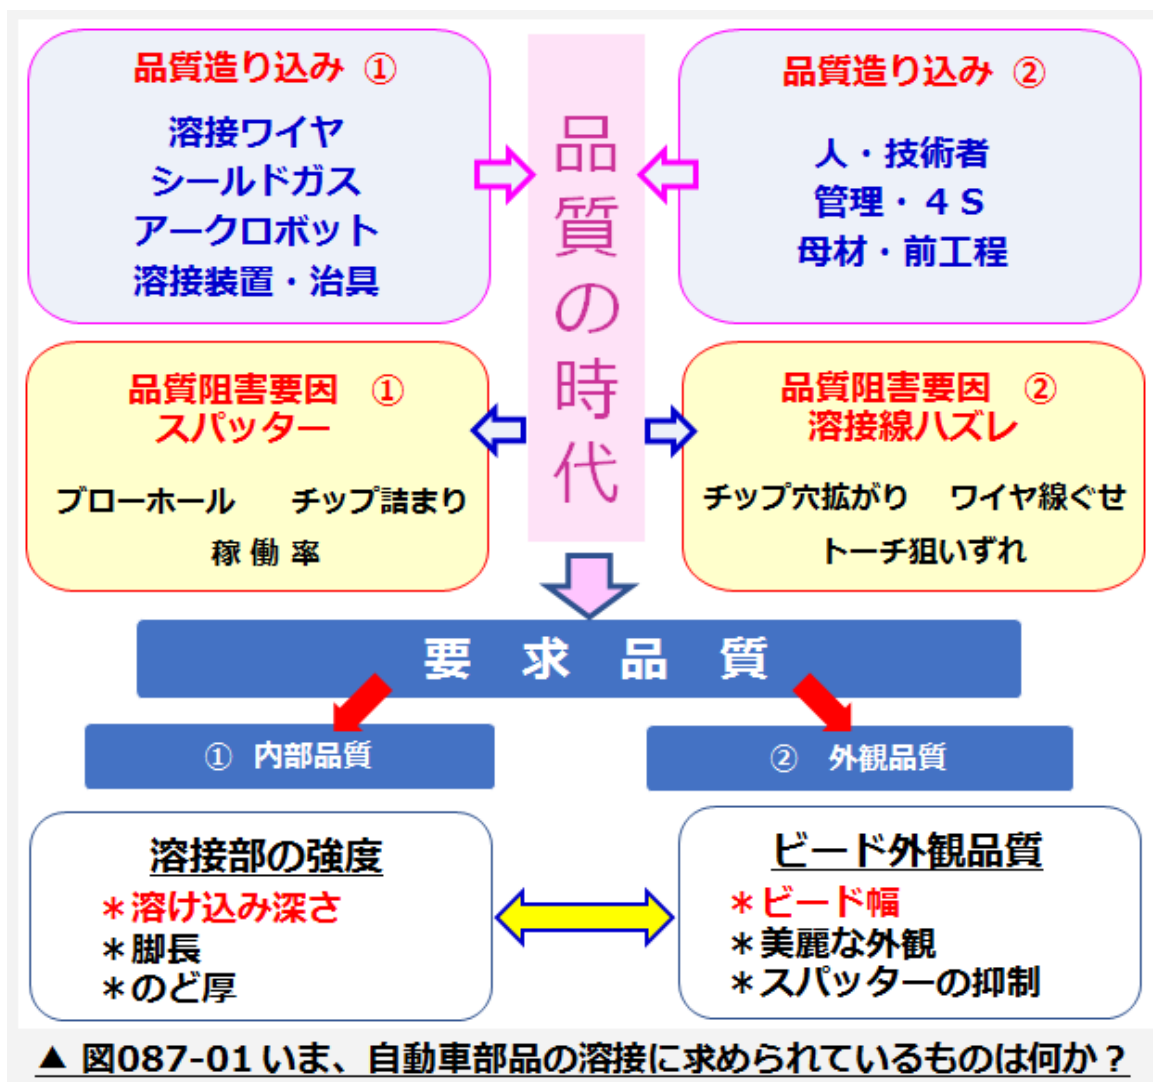 品質造り込み ①
溶接ワイヤ
シールドガス
アークロボット
溶接装置・治具
品質の時代
品質造り込み ②
人・技術者
管理・4S
母材・前工程
品質阻害要因 ①
スパッター
ブローホール チップ詰まり
稼働率
品質阻害要因 ②
溶接線ハズレ
チップ穴拡がり ワイヤ線ぐせ
トーチ狙いずれ
要求品質
① 内部品質
② 外観品質
溶接部の強度
*溶け込み深さ
*脚長
*のど厚
ビード外観品質
*ビード幅
*美麗な外観
*スパッターの抑制
▲ 図087-01 いま、自動車部品の溶接に求められているものは何か?